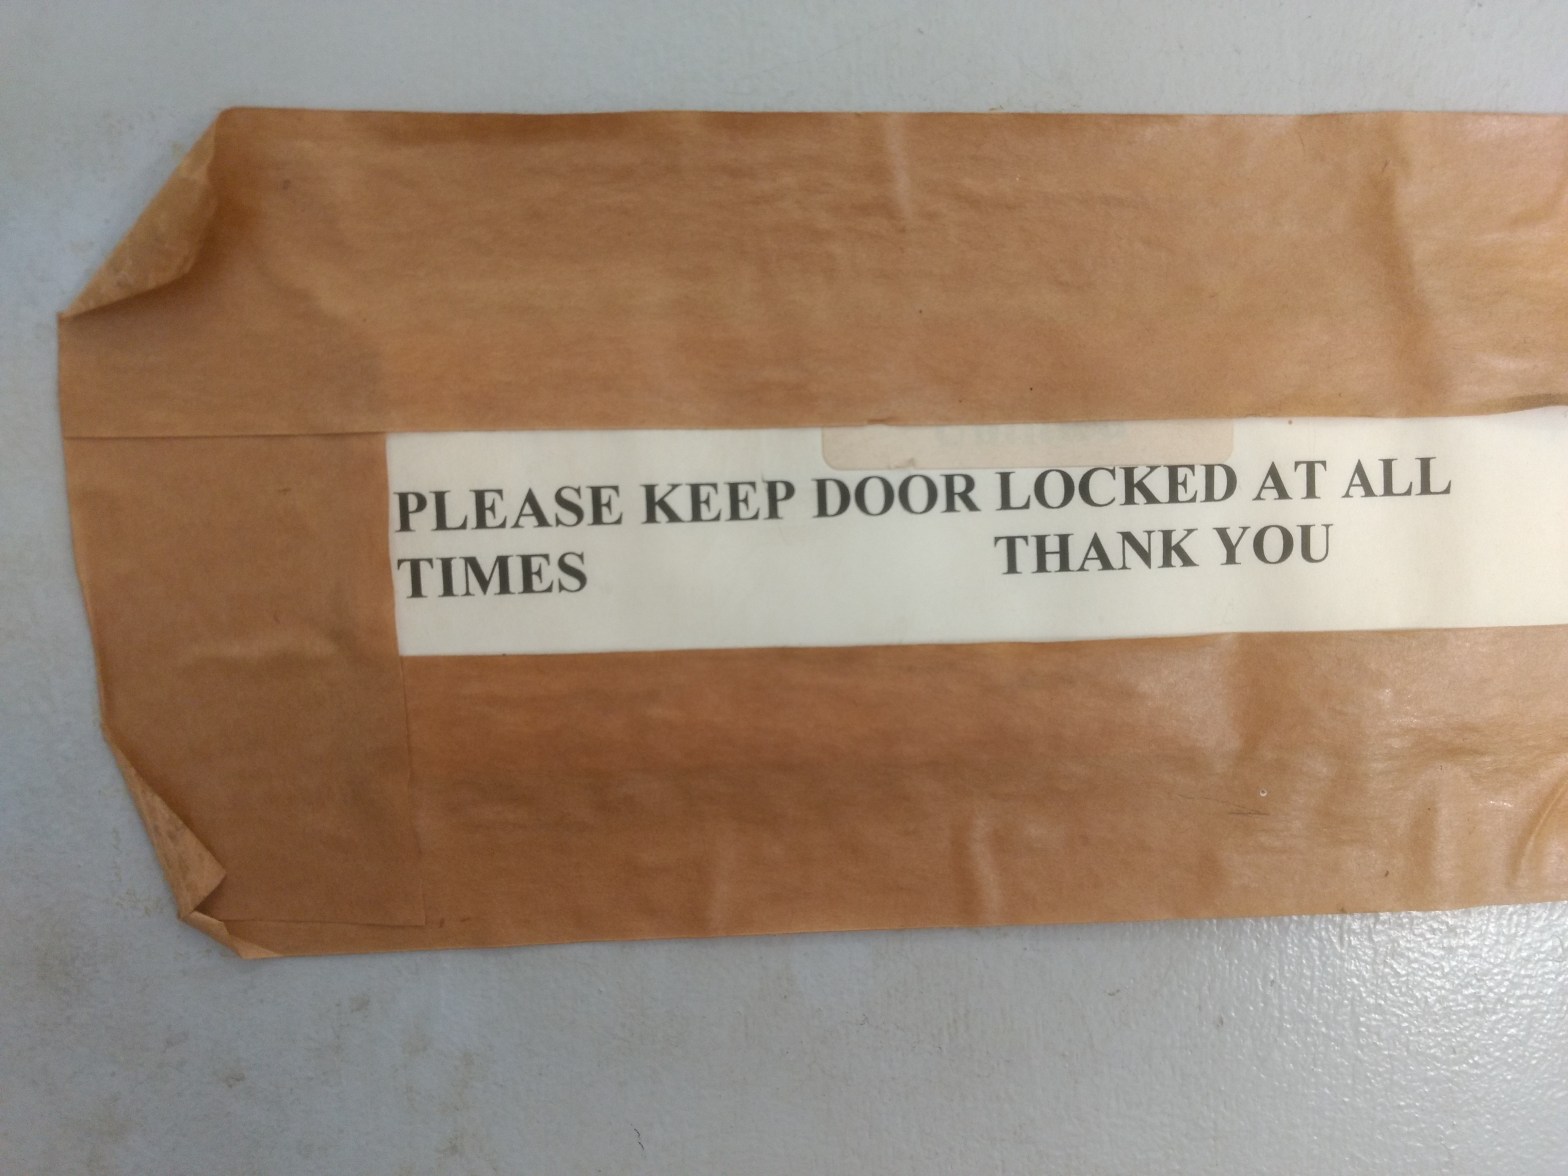 PLEASE KEEP DOOR LOCKED AT ALL
TIMES THANK YOU